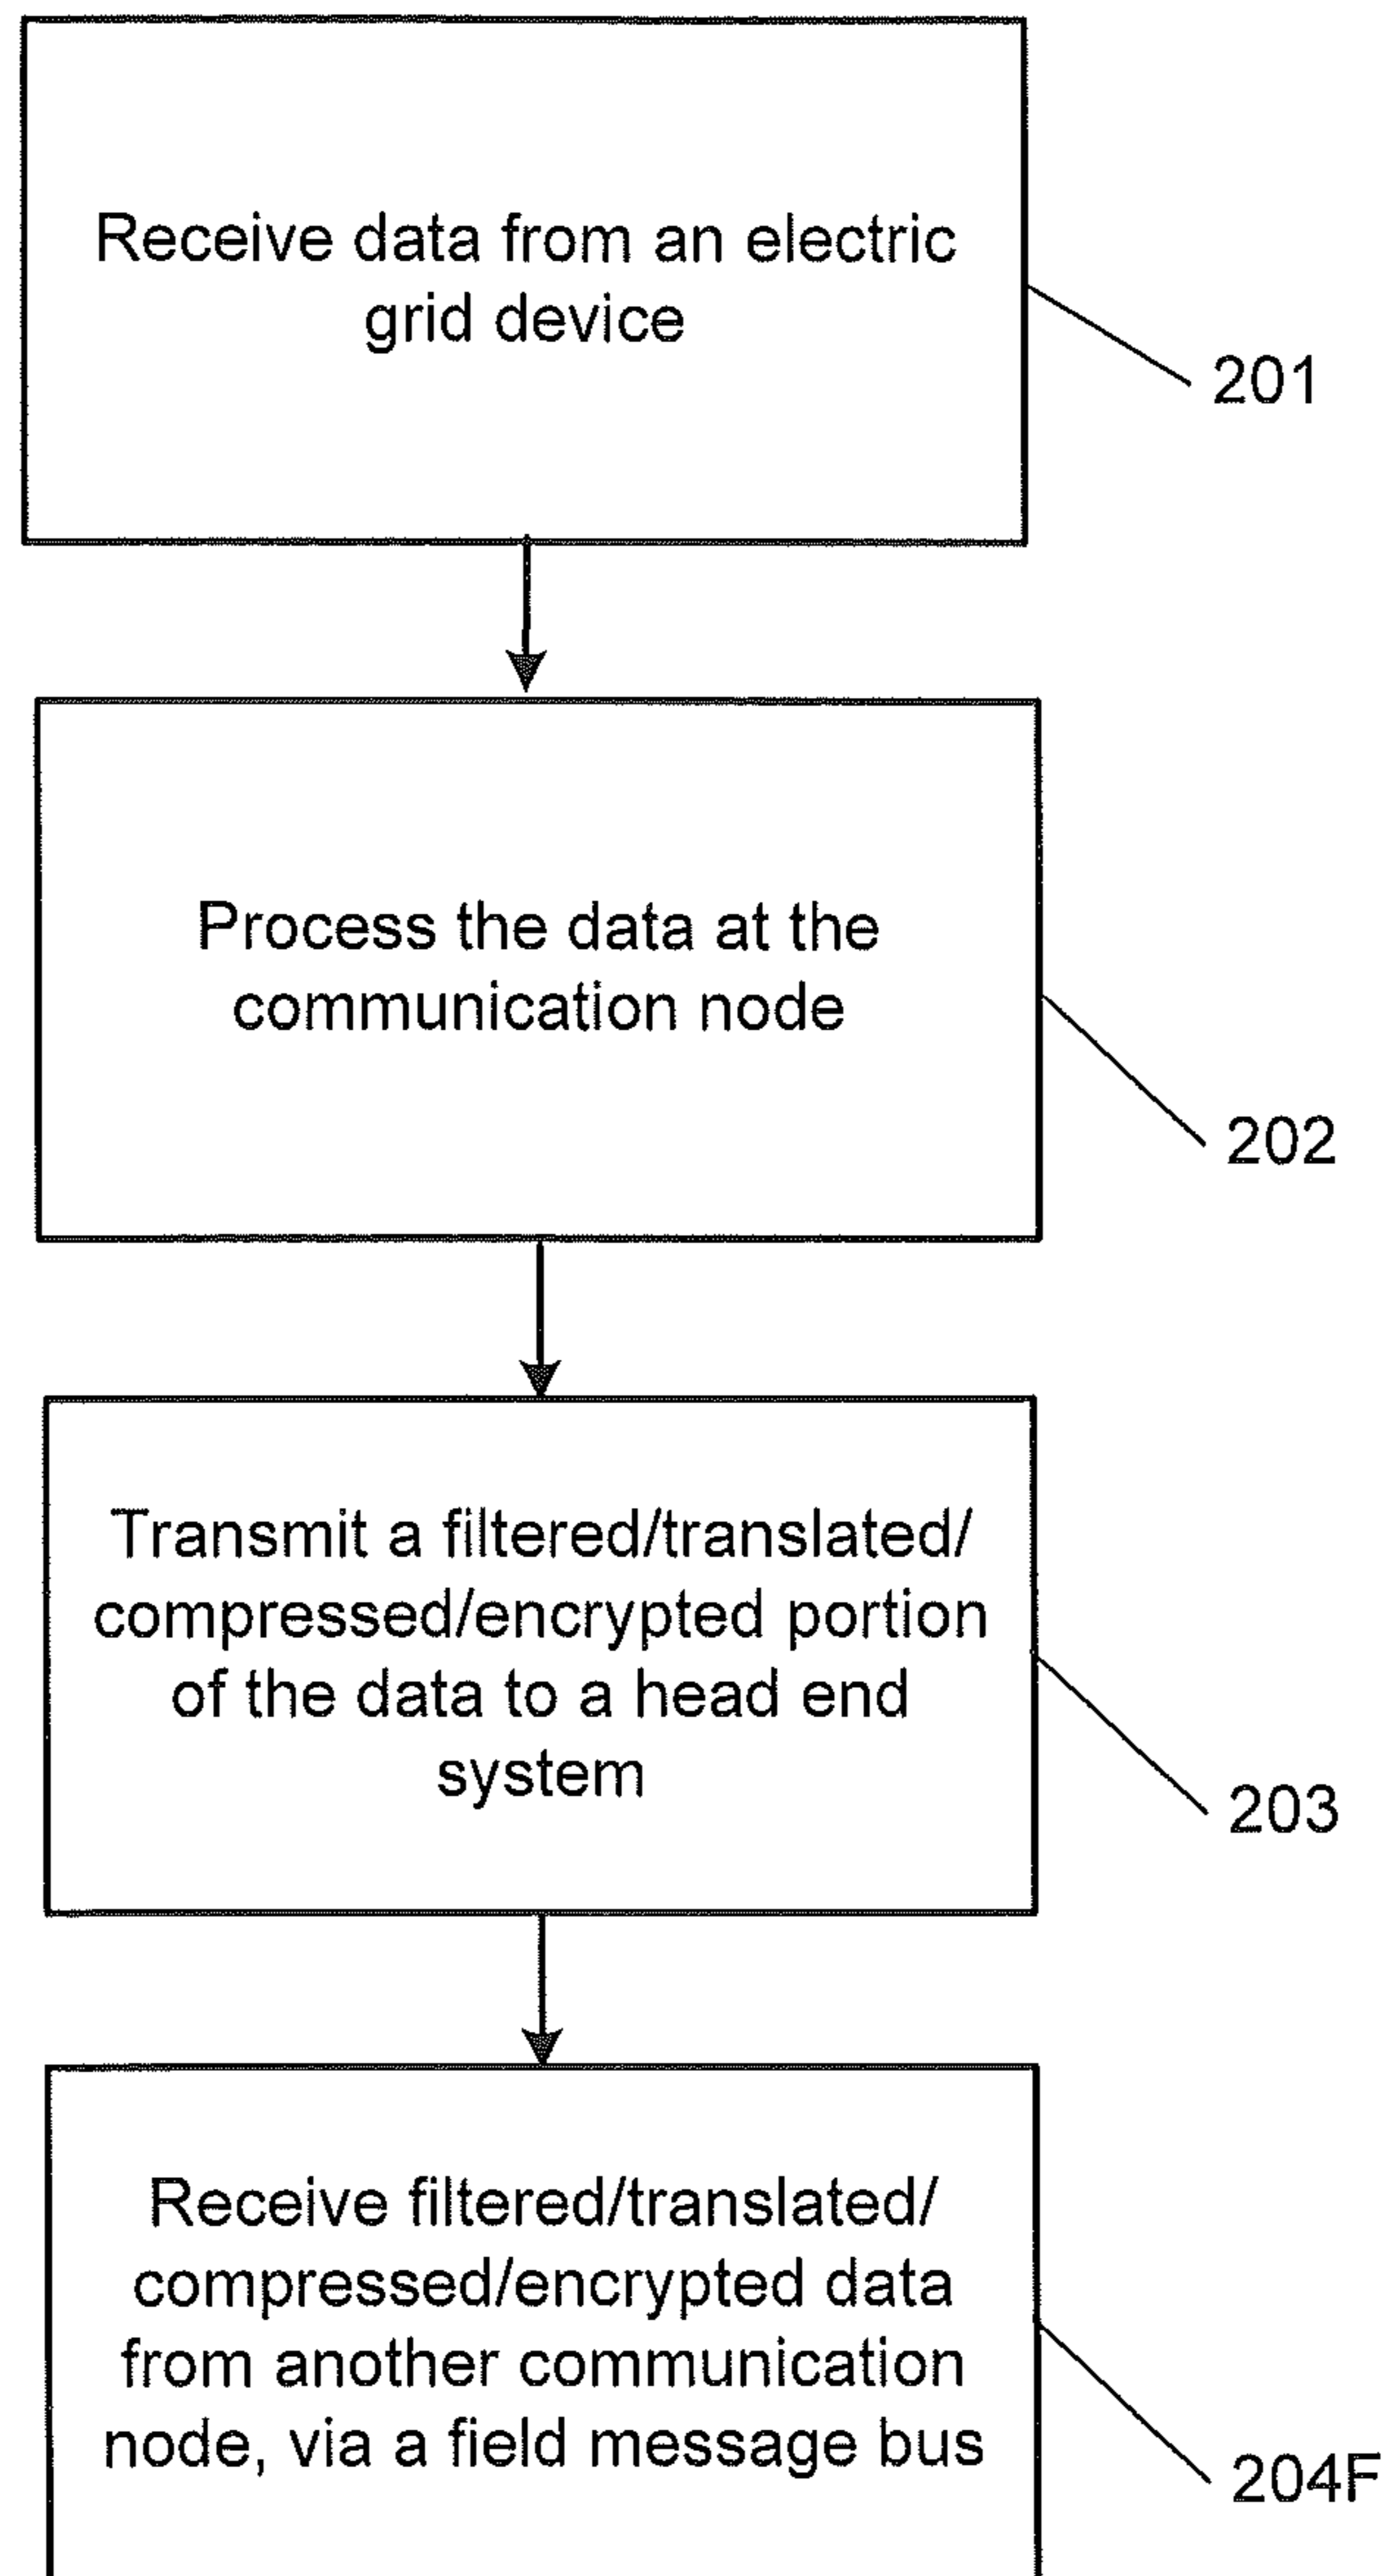 Receive data from an electric
grid device
201
Process the data at the
communication node
202
Transmit a filtered/translated/
compressed/encrypted portion
of the data to a head end
system
203
Receive filtered/translated/
compressed/encrypted data
from another communication
node, via a field message bus
204F